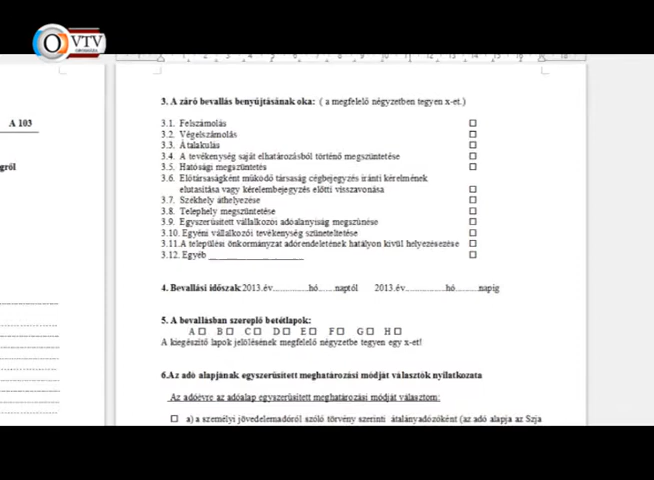 O VTV
A 103
gról
3. A záró bevallás benyújtásának oka: ( a megfelelő négyzetben tegyen x-et.)
3.1. Felszámolás
3.2. Végelszámolás
3.3. Átalakulás
3.4. A tevékenység saját elhatározásból történő megszüntetése
3.5. Hatósági megszüntetés
3.6. Előtársaságként működő társaság cégbejegyzés iránti kérelmének
elutasítása vagy kérelembejegyzés előtti visszavonása
3.7. Székhely áthelyezése
3.8. Telephely megszüntetése
3.9. Egyszerűsített vállalkozói adóalanyiság megszűnése
3.10. Egyéni vállalkozói tevékenység szüneteltetése
3.11.A települési önkormányzat adórendeletének hatályon kívül helyezésezése
3.12. Egyéb ____________________
4. Bevallási időszak 2013.év..............hó......naptól 2013.év..............hó......napig
5. A bevallásban szereplő betétlapok:
A☐ B☐ C☐ D☐ E☐ F☐ G☐ H☐
A kiegészítő lapok jelölésének megfelelő négyzetbe tegyen egy x-et!
6.Az adó alapjának egyszerűsített meghatározási módját választók nyilatkozata
Az adóévre az adóalap egyszerűsített meghatározási módját választom:
☐ a) a személyi jövedelemadóról szóló törvény szerinti átalányadózóként (az adó alapja az Szja